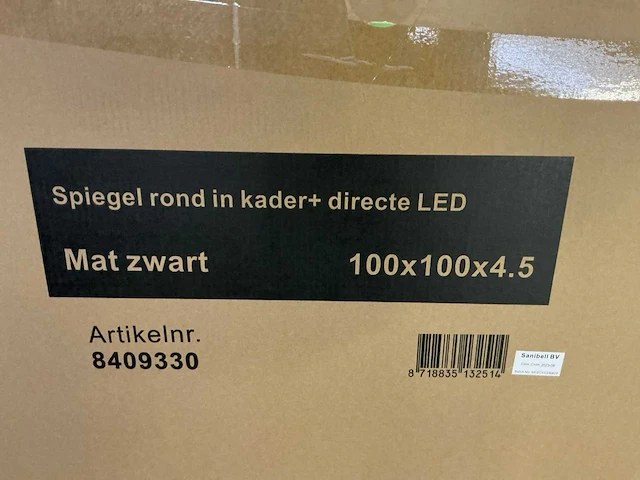 Spiegel rond in kader+ directe LED
Mat zwart 100x100x4.5
Artikelnr.
8409330
8 718835 132514
Sanibell BV